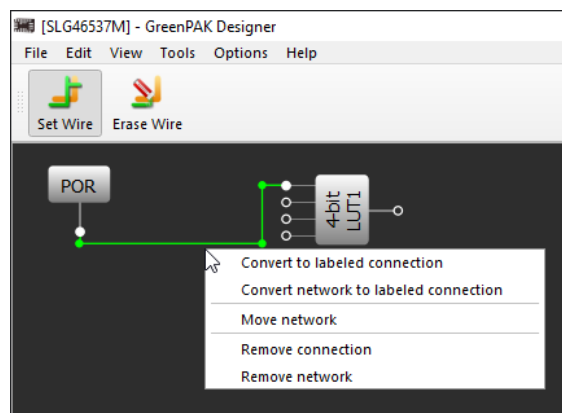 [SLG46537M] - GreenPAK Designer
File Edit View Tools Options Help
Set Wire Erase Wire
POR
4-bit
LUT1
Convert to labeled connection
Convert network to labeled connection
Move network
Remove connection
Remove network